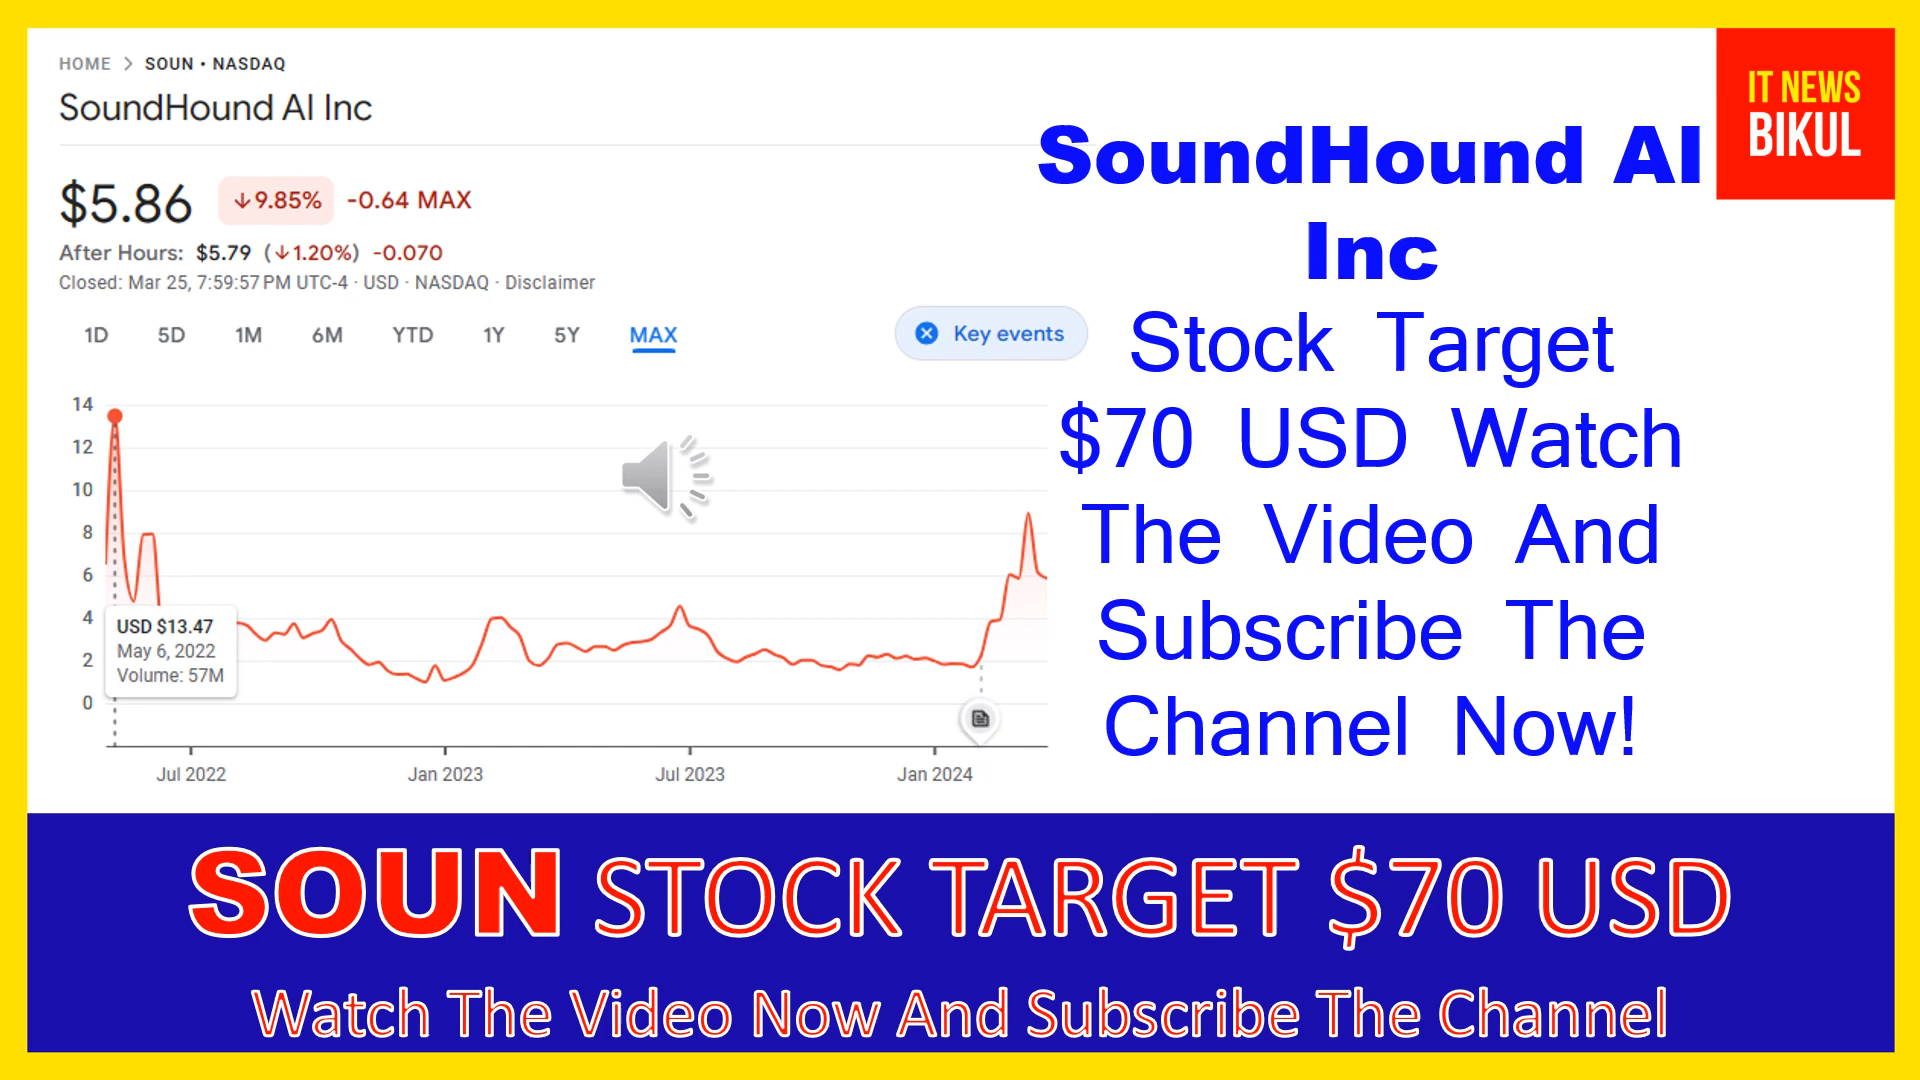 HOME > SOUN • NASDAQ
SoundHound AI Inc
$5.86 ↓9.85% -0.64 MAX
After Hours: $5.79 (↓1.20%) -0.070
Closed: Mar 25, 7:59:57 PM UTC-4 · USD · NASDAQ · Disclaimer
1D 5D 1M 6M YTD 1Y 5Y MAX
Key events
14
12
10
8
6
4
2
0
USD $13.47
May 6, 2022
Volume: 57M
Jul 2022 Jan 2023 Jul 2023 Jan 2024
IT NEWS
BIKUL
SoundHound AI
Inc
Stock Target
$70 USD Watch
The Video And
Subscribe The
Channel Now!
SOUN STOCK TARGET $70 USD
Watch The Video Now And Subscribe The Channel